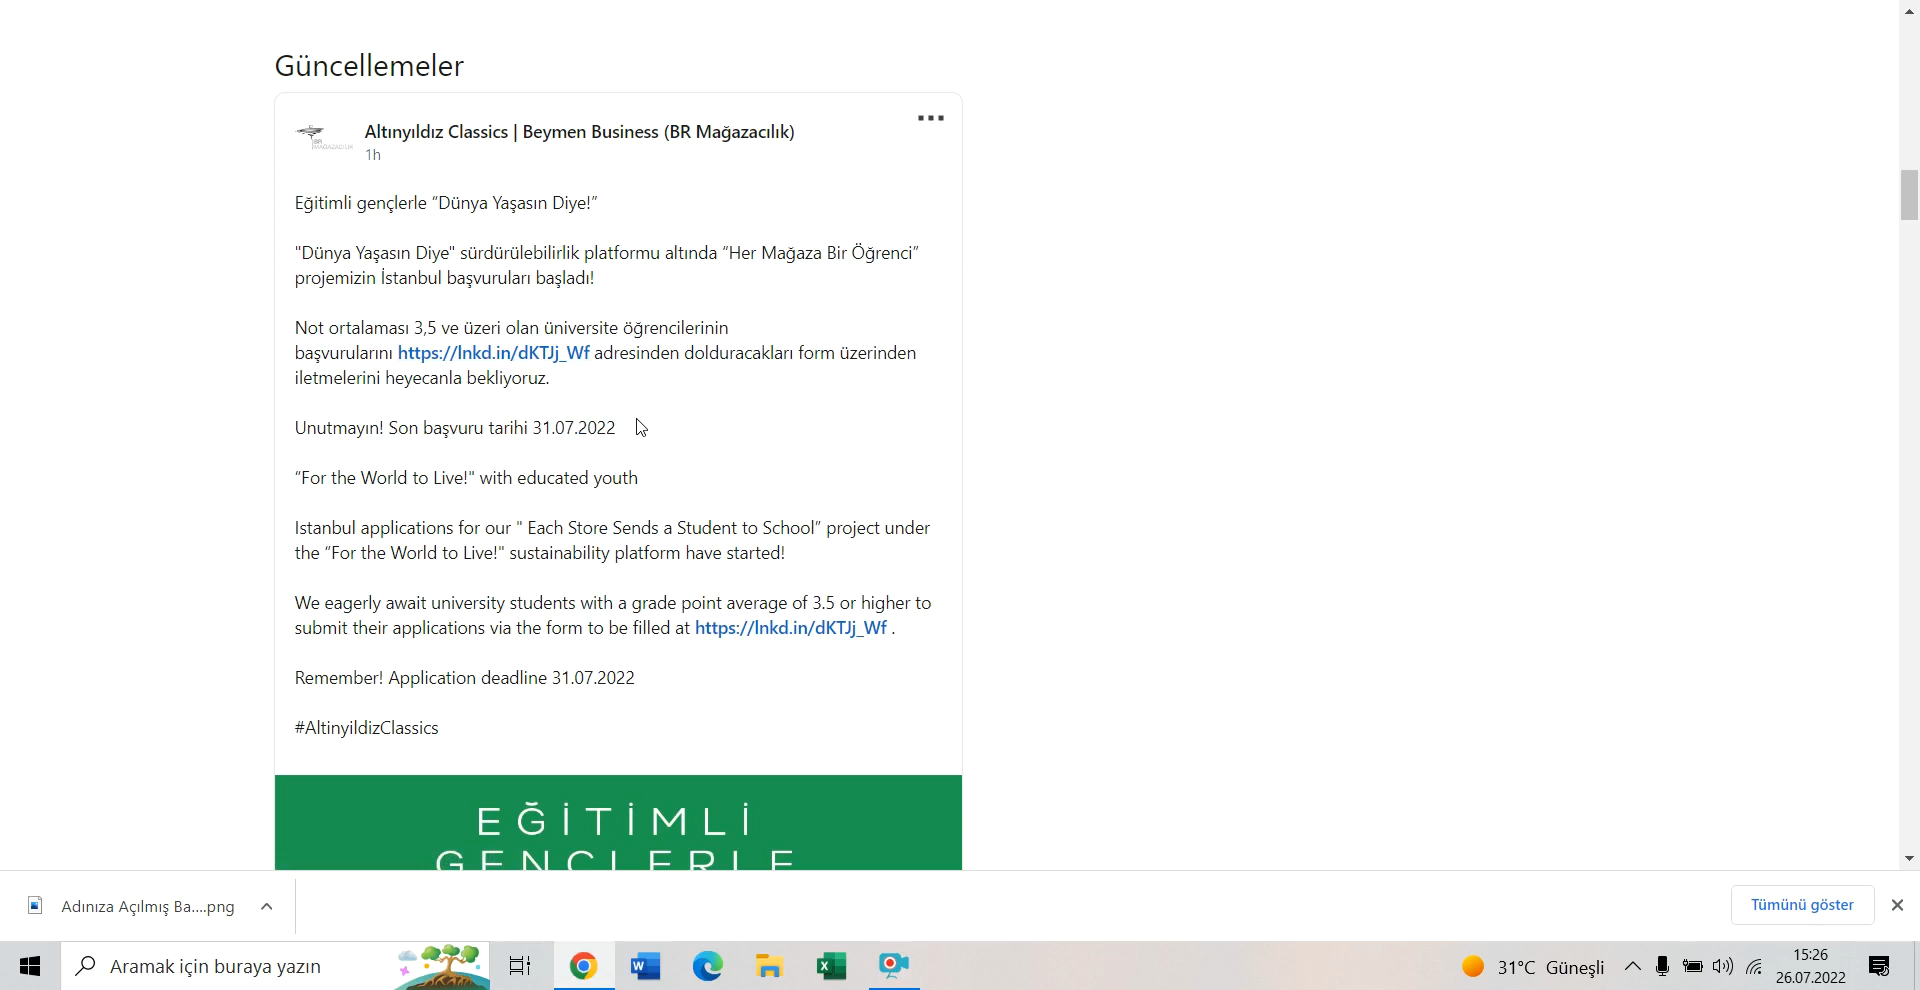 Güncellemeler
Altınyıldız Classics | Beymen Business (BR Mağazacılık)
1h
BR
MAĞAZACILIK
Eğitimli gençlerle “Dünya Yaşasın Diye!”
"Dünya Yaşasın Diye" sürdürülebilirlik platformu altında “Her Mağaza Bir Öğrenci”
projemizin İstanbul başvuruları başladı!
Not ortalaması 3,5 ve üzeri olan üniversite öğrencilerinin
başvurularını https://lnkd.in/dKTJj_Wf adresinden dolduracakları form üzerinden
iletmelerini heyecanla bekliyoruz.
Unutmayın! Son başvuru tarihi 31.07.2022
“For the World to Live!" with educated youth
Istanbul applications for our " Each Store Sends a Student to School” project under
the “For the World to Live!" sustainability platform have started!
We eagerly await university students with a grade point average of 3.5 or higher to
submit their applications via the form to be filled at https://lnkd.in/dKTJj_Wf .
Remember! Application deadline 31.07.2022
#AltinyildizClassics
EĞİTİMLİ
GENÇLERLE
Adınıza Açılmış Ba....png
Tümünü göster
Aramak için buraya yazın
31°C Güneşli
15:26
26.07.2022